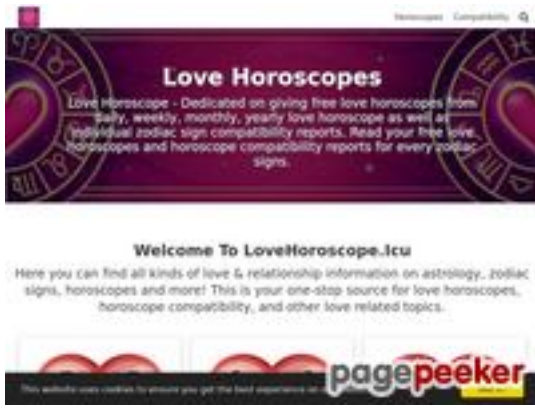 Horoscopes Compatibility
Love Horoscopes
Love Horoscope - Dedicated on giving free love horoscopes from
daily, weekly, monthly, yearly love horoscope as well as
individual zodiac sign compatibility reports. Read your free love
horoscopes and horoscope compatibility reports for every zodiac
signs.
Welcome To LoveHoroscope.Icu
Here you can find all kinds of love & relationship information on astrology, zodiac
signs, horoscopes and more! This is your one-stop source for love horoscopes,
horoscope compatibility, and other love related topics.
This website uses cookies to ensure you get the best experience on
pagepeeker